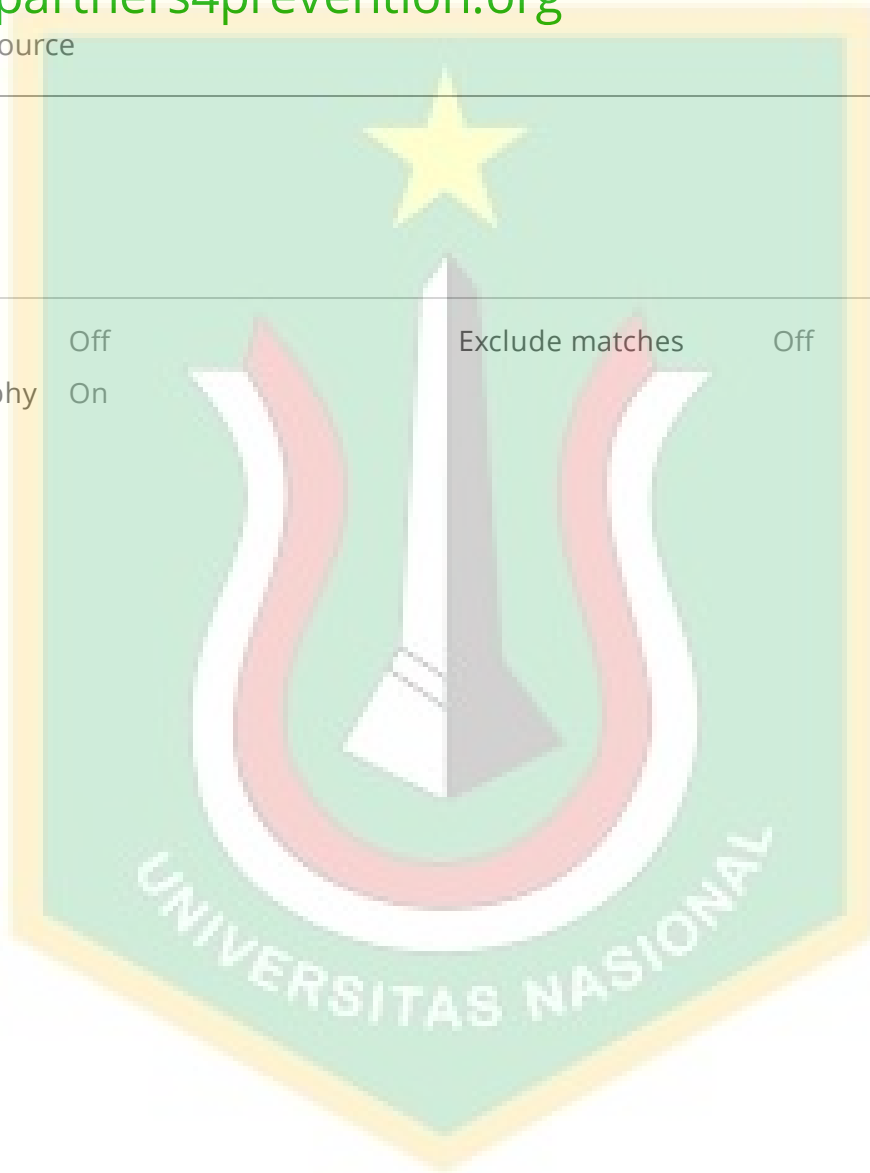 partners4prevention.org
ource
Off Exclude matches Off
phy On
UNIVERSITAS NASIONAL